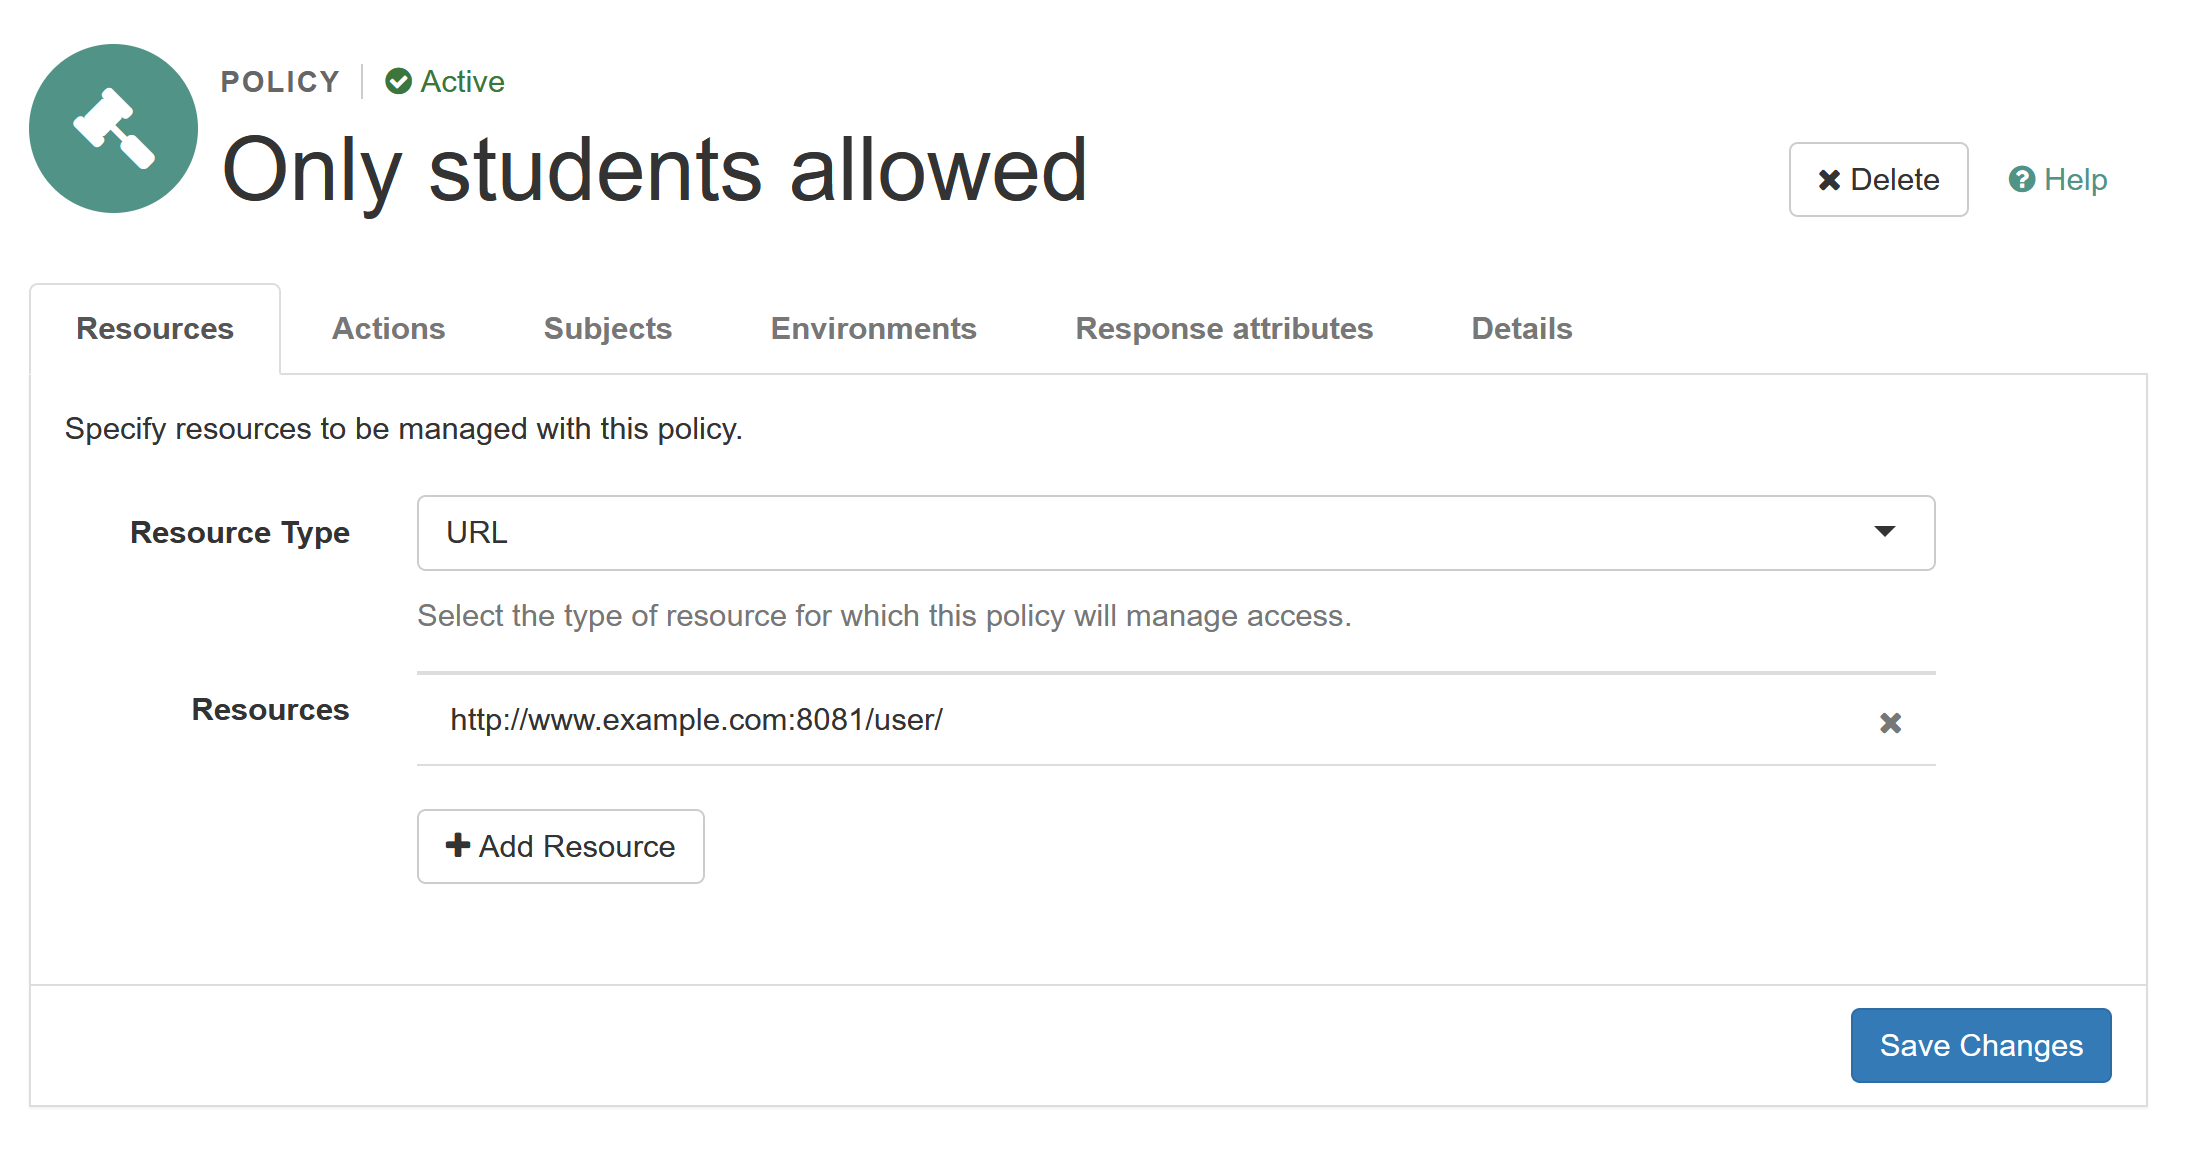 POLICY Active
Only students allowed
Delete Help
Resources Actions Subjects Environments Response attributes Details
Specify resources to be managed with this policy.
Resource Type URL
Select the type of resource for which this policy will manage access.
Resources http://www.example.com:8081/user/
Add Resource
Save Changes